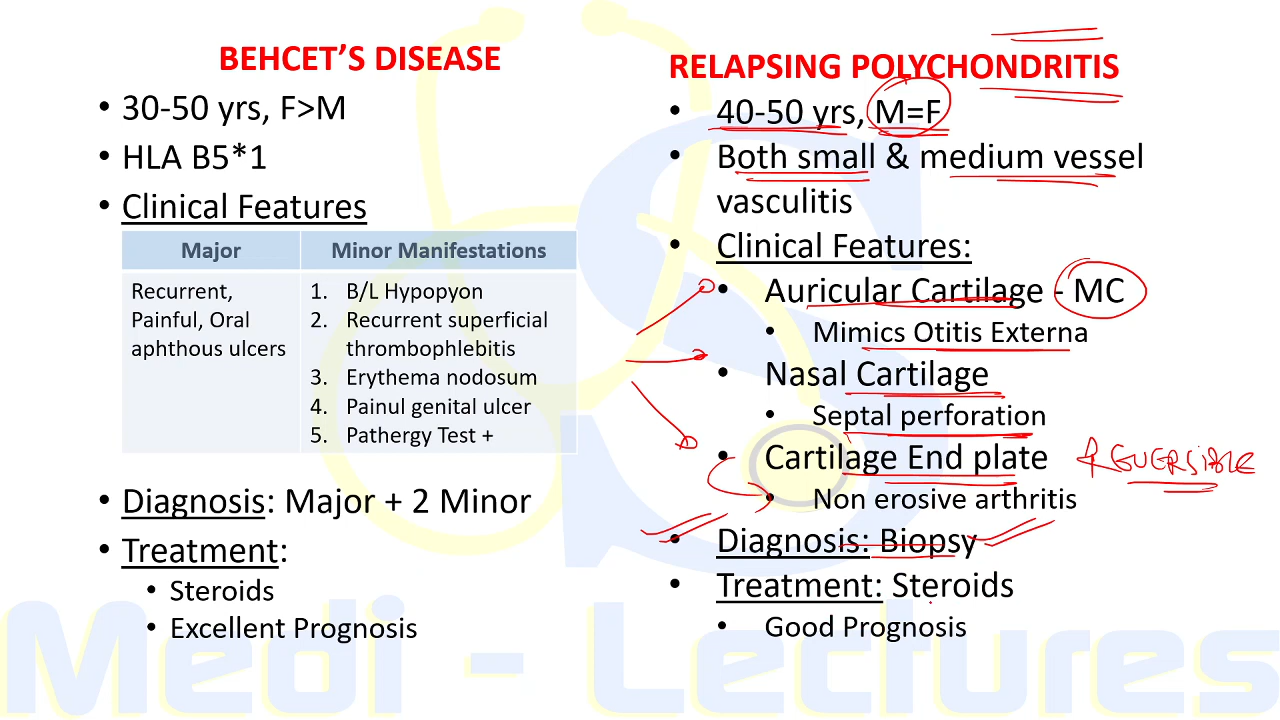 BEHCET'S DISEASE
• 30-50 yrs, F>M
• HLA B5*1
• Clinical Features
Major
Minor Manifestations
Recurrent,
Painful, Oral
aphthous ulcers
1. B/L Hypopyon
2. Recurrent superficial
thrombophlebitis
3. Erythema nodosum
4. Painul genital ulcer
5. Pathergy Test +
• Diagnosis: Major + 2 Minor
• Treatment:
• Steroids
• Excellent Prognosis
RELAPSING POLYCHONDRITIS
• 40-50 yrs, M=F
• Both small & medium vessel
vasculitis
• Clinical Features:
• Auricular Cartilage - MC
• Mimics Otitis Externa
• Nasal Cartilage
• Septal perforation
• Cartilage End plate
REVERSIBLE
• Non erosive arthritis
• Diagnosis: Biopsy
• Treatment: Steroids
• Good Prognosis
Medi - Lectures